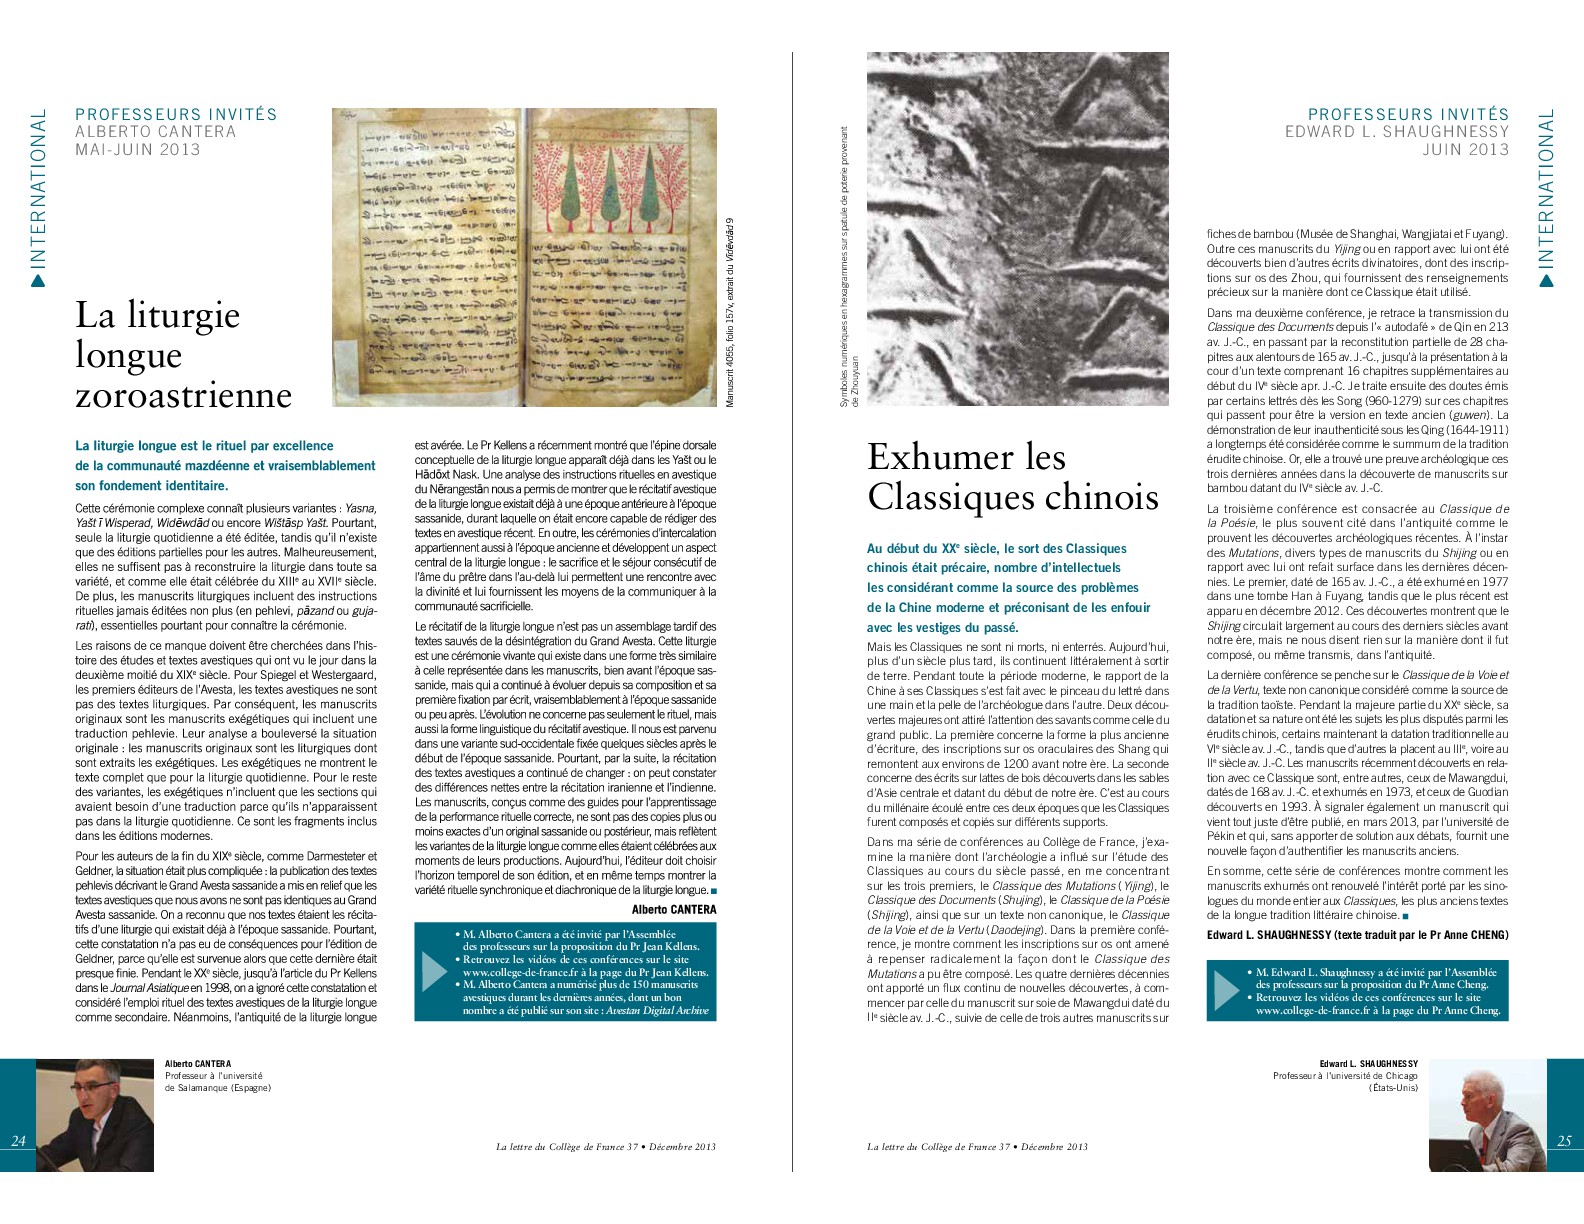 INTERNATIONAL
PROFESSEURS INVITÉS
ALBERTO CANTERA
MAI-JUIN 2013
Manuscrit 4055, folio 157v, extrait du Vīdēvdād 9
La liturgie
longue
zoroastrienne
La liturgie longue est le rituel par excellence
de la communauté mazdéenne et vraisemblablement
son fondement identitaire.
Cette cérémonie complexe connaît plusieurs variantes : Yasna,
Yašt ī Wisperad, Widēwdād ou encore Wištāsp Yašt. Pourtant,
seule la liturgie quotidienne a été éditée, tandis qu'il n'existe
que des éditions partielles pour les autres. Malheureusement,
elles ne suffisent pas à reconstruire la liturgie dans toute sa
variété, et comme elle était célébrée du XIIIe au XVIIe siècle.
De plus, les manuscrits liturgiques incluent des instructions
rituelles jamais éditées non plus (en pehlevi, pāzand ou guja-
rati), essentielles pourtant pour connaître la cérémonie.
Les raisons de ce manque doivent être cherchées dans l'his-
toire des études et textes avestiques qui ont vu le jour dans la
deuxième moitié du XIXe siècle. Pour Spiegel et Westergaard,
les premiers éditeurs de l'Avesta, les textes avestiques ne sont
pas des textes liturgiques. Par conséquent, les manuscrits
originaux sont les manuscrits exégétiques qui incluent une
traduction pehlevie. Leur analyse a bouleversé la situation
originale : les manuscrits originaux sont les liturgiques dont
sont extraits les exégétiques. Les exégétiques ne montrent le
texte complet que pour la liturgie quotidienne. Pour le reste
des variantes, les exégétiques n'incluent que les sections qui
avaient besoin d'une traduction parce qu'ils n'apparaissent
pas dans la liturgie quotidienne. Ce sont les fragments inclus
dans les éditions modernes.
Pour les auteurs de la fin du XIXe siècle, comme Darmesteter et
Geldner, la situation était plus compliquée : la publication des textes
pehlevis décrivant le Grand Avesta sassanide a mis en relief que les
textes avestiques que nous avons ne sont pas identiques au Grand
Avesta sassanide. On a reconnu que nos textes étaient les récita-
tifs d'une liturgie qui existait déjà à l'époque sassanide. Pourtant,
cette constatation n'a pas eu de conséquences pour l'édition de
Geldner, parce qu'elle est survenue alors que cette dernière était
presque finie. Pendant le XXe siècle, jusqu'à l'article du Pr Kellens
dans le Journal Asiatique en 1998, on a ignoré cette constatation et
considéré l'emploi rituel des textes avestiques de la liturgie longue
comme secondaire. Néanmoins, l'antiquité de la liturgie longue
est avérée. Le Pr Kellens a récemment montré que l'épine dorsale
conceptuelle de la liturgie longue apparaît déjà dans les Yašt ou le
Hādōxt Nask. Une analyse des instructions rituelles en avestique
du Nērangestān nous a permis de montrer que le récitatif avestique
de la liturgie longue existait déjà à une époque antérieure à l'époque
sassanide, durant laquelle on était encore capable de rédiger des
textes en avestique récent. En outre, les cérémonies d'intercalation
appartiennent aussi à l'époque ancienne et développent un aspect
central de la liturgie longue : le sacrifice et le séjour consécutif de
l'âme du prêtre dans l'au-delà lui permettent une rencontre avec
la divinité et lui fournissent les moyens de la communiquer à la
communauté sacrificielle.
Le récitatif de la liturgie longue n'est pas un assemblage tardif des
textes sauvés de la désintégration du Grand Avesta. Cette liturgie
est une cérémonie vivante qui existe dans une forme très similaire
à celle représentée dans les manuscrits, bien avant l'époque sas-
sanide, mais qui a continué à évoluer depuis sa composition et sa
première fixation par écrit, vraisemblablement à l'époque sassanide
ou peu après. L'évolution ne concerne pas seulement le rituel, mais
aussi la forme linguistique du récitatif avestique. Il nous est parvenu
dans une variante sud-occidentale fixée quelques siècles après le
début de l'époque sassanide. Pourtant, par la suite, la récitation
des textes avestiques a continué de changer : on peut constater
des différences nettes entre la récitation iranienne et l'indienne.
Les manuscrits, conçus comme des guides pour l'apprentissage
de la performance rituelle correcte, ne sont pas des copies plus ou
moins exactes d'un original sassanide ou postérieur, mais reflètent
les variantes de la liturgie longue comme elles étaient célébrées aux
moments de leurs productions. Aujourd'hui, l'éditeur doit choisir
l'horizon temporel de son édition, et en même temps montrer la
variété rituelle synchronique et diachronique de la liturgie longue. ■
Alberto CANTERA
• M. Alberto Cantera a été invité par l'Assemblée
des professeurs sur la proposition du Pr Jean Kellens.
• Retrouvez les vidéos de ces conférences sur le site
www.college-de-france.fr à la page du Pr Jean Kellens.
• M. Alberto Cantera a numérisé plus de 150 manuscrits
avestiques durant les dernières années, dont un bon
nombre a été publié sur son site : Avestan Digital Archive
Alberto CANTERA
Professeur à l'université
de Salamanque (Espagne)
24
La lettre du Collège de France 37 • Décembre 2013
Symboles numériques en hexagrammes sur spatule de poterie provenant
de Zhouyuan
PROFESSEURS INVITÉS
EDWARD L. SHAUGHNESSY
JUIN 2013
INTERNATIONAL
Exhumer les
Classiques chinois
Au début du XXe siècle, le sort des Classiques
chinois était précaire, nombre d'intellectuels
les considérant comme la source des problèmes
de la Chine moderne et préconisant de les enfouir
avec les vestiges du passé.
Mais les Classiques ne sont ni morts, ni enterrés. Aujourd'hui,
plus d'un siècle plus tard, ils continuent littéralement à sortir
de terre. Pendant toute la période moderne, le rapport de la
Chine à ses Classiques s'est fait avec le pinceau du lettré dans
une main et la pelle de l'archéologue dans l'autre. Deux décou-
vertes majeures ont attiré l'attention des savants comme celle du
grand public. La première concerne la forme la plus ancienne
d'écriture, des inscriptions sur os oraculaires des Shang qui
remontent aux environs de 1200 avant notre ère. La seconde
concerne des écrits sur lattes de bois découverts dans les sables
d'Asie centrale et datant du début de notre ère. C'est au cours
du millénaire écoulé entre ces deux époques que les Classiques
furent composés et copiés sur différents supports.
Dans ma série de conférences au Collège de France, j'exa-
mine la manière dont l'archéologie a influé sur l'étude des
Classiques au cours du siècle passé, en me concentrant
sur les trois premiers, le Classique des Mutations (Yijing), le
Classique des Documents (Shujing), le Classique de la Poésie
(Shijing), ainsi que sur un texte non canonique, le Classique
de la Voie et de la Vertu (Daodejing). Dans la première confé-
rence, je montre comment les inscriptions sur os ont amené
à repenser radicalement la façon dont le Classique des
Mutations a pu être composé. Les quatre dernières décennies
ont apporté un flux continu de nouvelles découvertes, à com-
mencer par celle du manuscrit sur soie de Mawangdui daté du
IIe siècle av. J.-C., suivie de celle de trois autres manuscrits sur
fiches de bambou (Musée de Shanghai, Wangjiatai et Fuyang).
Outre ces manuscrits du Yijing ou en rapport avec lui ont été
découverts bien d'autres écrits divinatoires, dont des inscrip-
tions sur os des Zhou, qui fournissent des renseignements
précieux sur la manière dont ce Classique était utilisé.
Dans ma deuxième conférence, je retrace la transmission du
Classique des Documents depuis l'« autodafé » de Qin en 213
av. J.-C., en passant par la reconstitution partielle de 28 cha-
pitres aux alentours de 165 av. J.-C., jusqu'à la présentation à la
cour d'un texte comprenant 16 chapitres supplémentaires au
début du IVe siècle apr. J.-C. Je traite ensuite des doutes émis
par certains lettrés dès les Song (960-1279) sur ces chapitres
qui passent pour être la version en texte ancien (guwen). La
démonstration de leur inauthenticité sous les Qing (1644-1911)
a longtemps été considérée comme le summum de la tradition
érudite chinoise. Or, elle a trouvé une preuve archéologique ces
trois dernières années dans la découverte de manuscrits sur
bambou datant du IVe siècle av. J.-C.
La troisième conférence est consacrée au Classique de
la Poésie, le plus souvent cité dans l'antiquité comme le
prouvent les découvertes archéologiques récentes. À l'instar
des Mutations, divers types de manuscrits du Shijing ou en
rapport avec lui ont refait surface dans les dernières décen-
nies. Le premier, daté de 165 av. J.-C., a été exhumé en 1977
dans une tombe Han à Fuyang, tandis que le plus récent est
apparu en décembre 2012. Ces découvertes montrent que le
Shijing circulait largement au cours des derniers siècles avant
notre ère, mais ne nous disent rien sur la manière dont il fut
composé, ou même transmis, dans l'antiquité.
La dernière conférence se penche sur le Classique de la Voie et
de la Vertu, texte non canonique considéré comme la source de
la tradition taoïste. Pendant la majeure partie du XXe siècle, sa
datation et sa nature ont été les sujets les plus disputés parmi les
érudits chinois, certains maintenant la datation traditionnelle au
VIe siècle av. J.-C., tandis que d'autres la placent au IIIe, voire au
IIe siècle av. J.-C. Les manuscrits récemment découverts en rela-
tion avec ce Classique sont, entre autres, ceux de Mawangdui,
datés de 168 av. J.-C. et exhumés en 1973, et ceux de Guodian
découverts en 1993. À signaler également un manuscrit qui
vient tout juste d'être publié, en mars 2013, par l'université de
Pékin et qui, sans apporter de solution aux débats, fournit une
nouvelle façon d'authentifier les manuscrits anciens.
En somme, cette série de conférences montre comment les
manuscrits exhumés ont renouvelé l'intérêt porté par les sino-
logues du monde entier aux Classiques, les plus anciens textes
de la longue tradition littéraire chinoise. ■
Edward L. SHAUGHNESSY (texte traduit par le Pr Anne CHENG)
• M. Edward L. Shaughnessy a été invité par l'Assemblée
des professeurs sur la proposition du Pr Anne Cheng.
• Retrouvez les vidéos de ces conférences sur le site
www.college-de-france.fr à la page du Pr Anne Cheng.
Edward L. SHAUGHNESSY
Professeur à l'université de Chicago
(États-Unis)
La lettre du Collège de France 37 • Décembre 2013
25